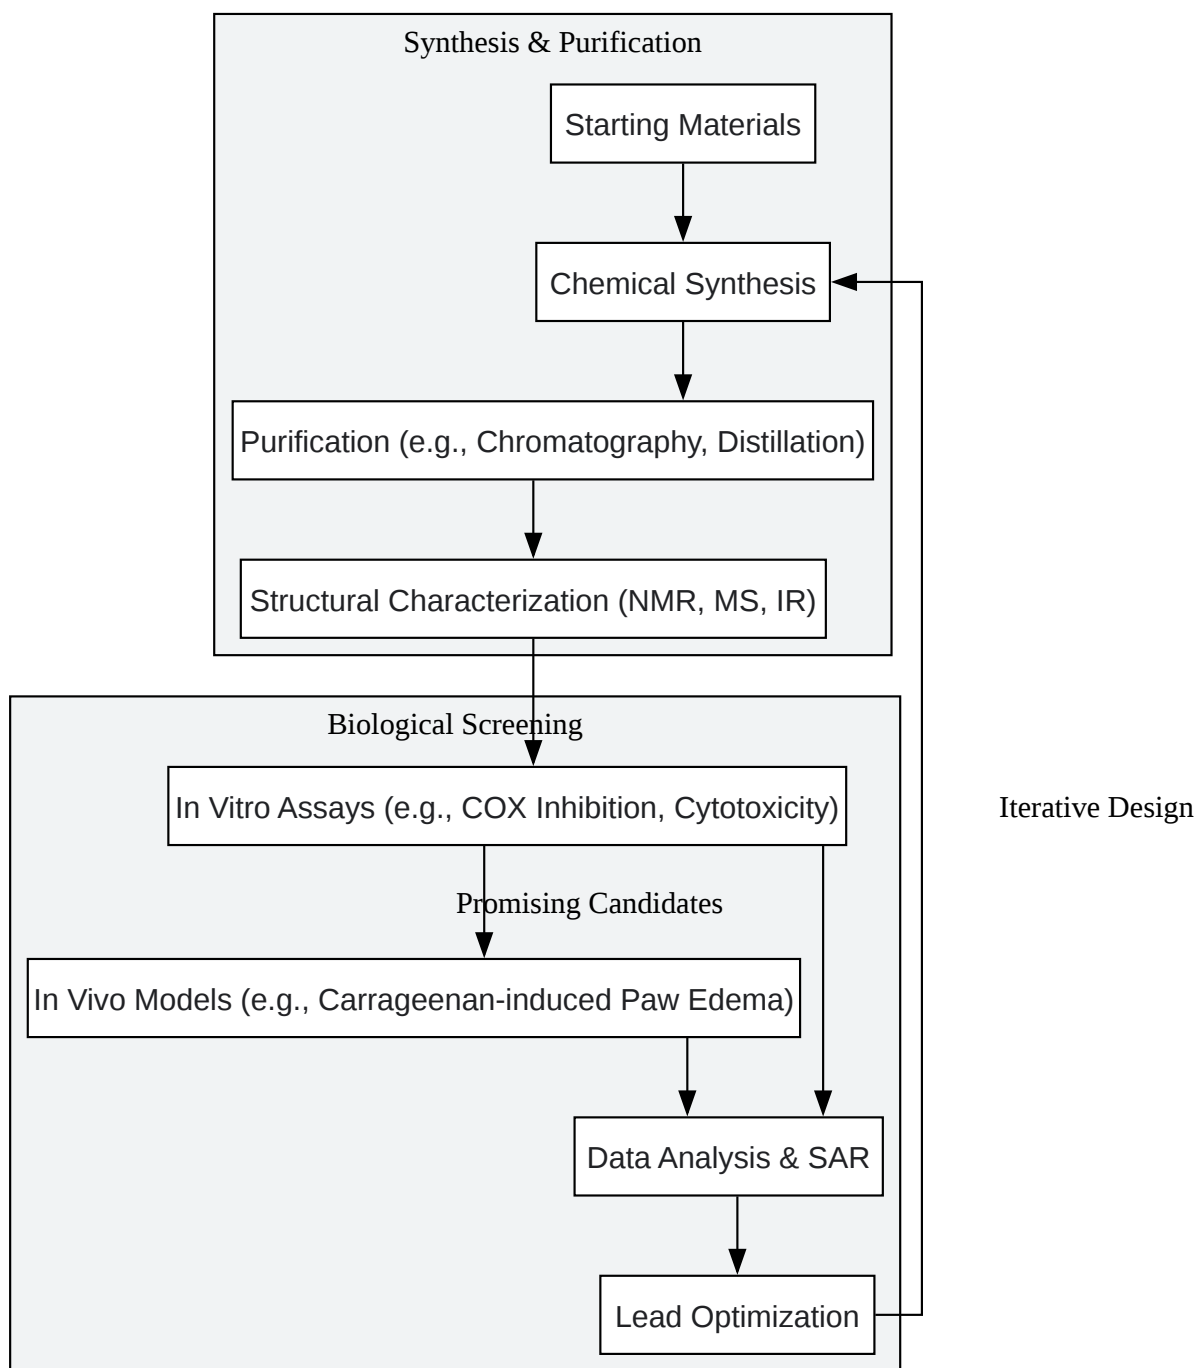 Synthesis & Purification
Starting Materials
Chemical Synthesis
Purification (e.g., Chromatography, Distillation)
Structural Characterization (NMR, MS, IR)
Biological Screening
In Vitro Assays (e.g., COX Inhibition, Cytotoxicity)
Iterative Design
Promising Candidates
In Vivo Models (e.g., Carrageenan-induced Paw Edema)
Data Analysis & SAR
Lead Optimization